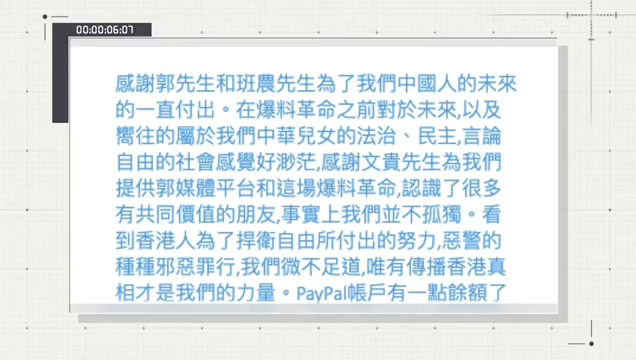 00:00:06:07
感謝郭先生和班農先生為了我們中國人的未來
的一直付出。在爆料革命之前對於未來,以及
嚮往的屬於我們中華兒女的法治、民主,言論
自由的社會感覺好渺茫,感謝文貴先生為我們
提供郭媒體平台和這場爆料革命,認識了很多
有共同價值的朋友,事實上我們並不孤獨。看
到香港人為了捍衛自由所付出的努力,惡警的
種種邪惡罪行,我們微不足道,唯有傳播香港真
相才是我們的力量。PayPal帳戶有一點餘額了